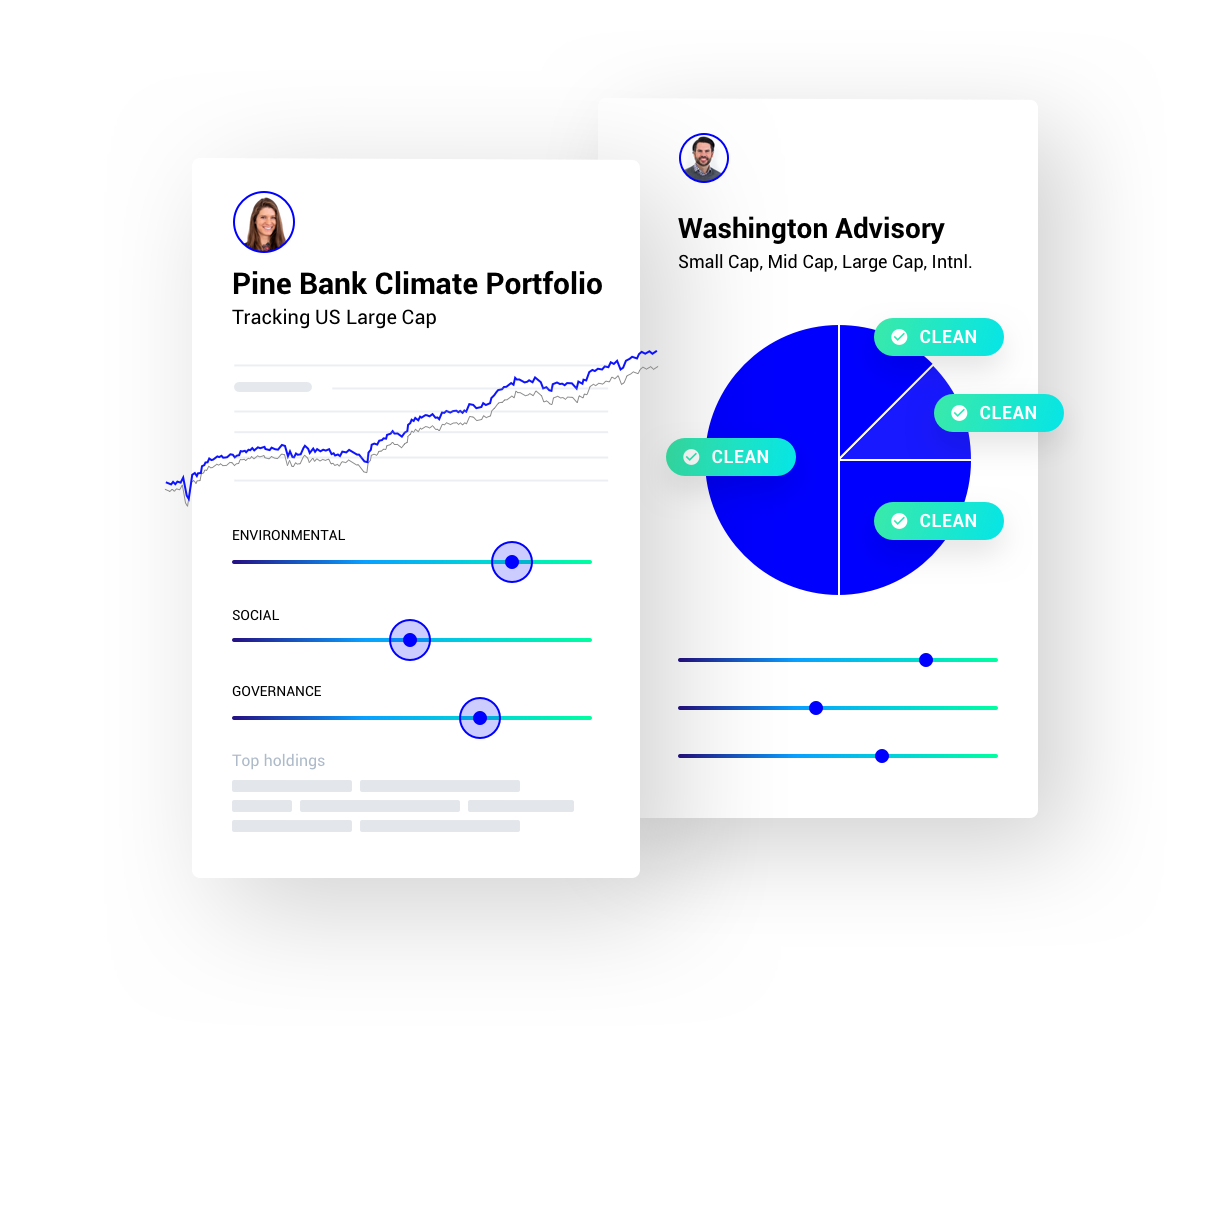 Pine Bank Climate Portfolio
Tracking US Large Cap
ENVIRONMENTAL
SOCIAL
GOVERNANCE
Top holdings
Washington Advisory
Small Cap, Mid Cap, Large Cap, Intnl.
CLEAN
CLEAN
CLEAN
CLEAN